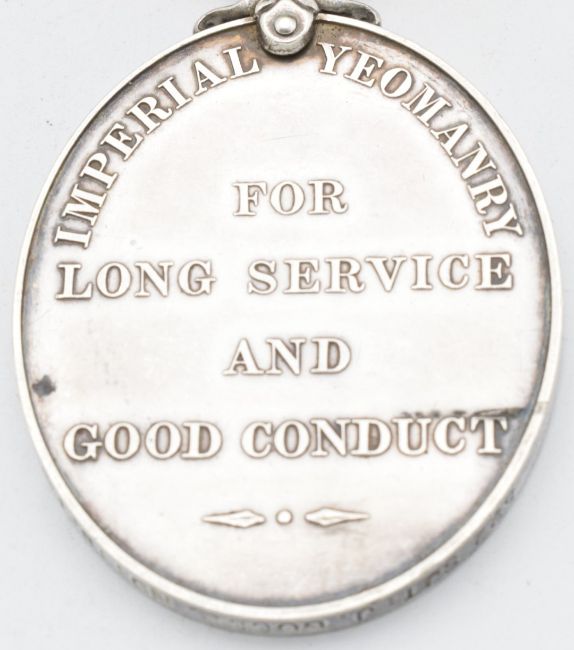 IMPERIAL YEOMANRY
FOR
LONG SERVICE
AND
GOOD CONDUCT